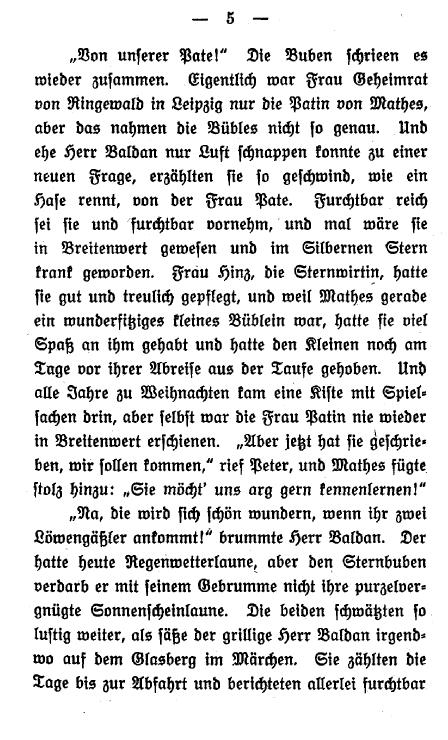 — 5 —
„Von unserer Pate!“ Die Buben schrieen es
wieder zusammen. Eigentlich war Frau Geheimrat
von Ringewald in Leipzig nur die Patin von Mathes,
aber das nahmen die Bübles nicht so genau. Und
ehe Herr Baldan nur Luft schnappen konnte zu einer
neuen Frage, erzählten sie so geschwind, wie ein
Hase rennt, von der Frau Pate. Furchtbar reich
sei sie und furchtbar vornehm, und mal wäre sie
in Breitenwert gewesen und im Silbernen Stern
krank geworden. Frau Hinz, die Sternwirtin, hatte
sie gut und treulich gepflegt, und weil Mathes gerade
ein wunderfitziges kleines Büblein war, hatte sie viel
Spaß an ihm gehabt und hatte den Kleinen noch am
Tage vor ihrer Abreise aus der Taufe gehoben. Und
alle Jahre zu Weihnachten kam eine Kiste mit Spiel-
sachen drin, aber selbst war die Frau Patin nie wieder
in Breitenwert erschienen. „Aber jetzt hat sie geschrie-
ben, wir sollen kommen,“ rief Peter, und Mathes fügte
stolz hinzu: „Sie möcht' uns arg gern kennenlernen!“
„Na, die wird sich schön wundern, wenn ihr zwei
Löwengäßler ankommt!“ brummte Herr Baldan. Der
hatte heute Regenwetterlaune, aber den Sternbuben
verdarb er mit seinem Gebrumme nicht ihre purzelver-
gnügte Sonnenscheinlaune. Die beiden schwätzten so
lustig weiter, als säße der grillige Herr Baldan irgend-
wo auf dem Glasberg im Märchen. Sie zählten die
Tage bis zur Abfahrt und berichteten allerlei furchtbar